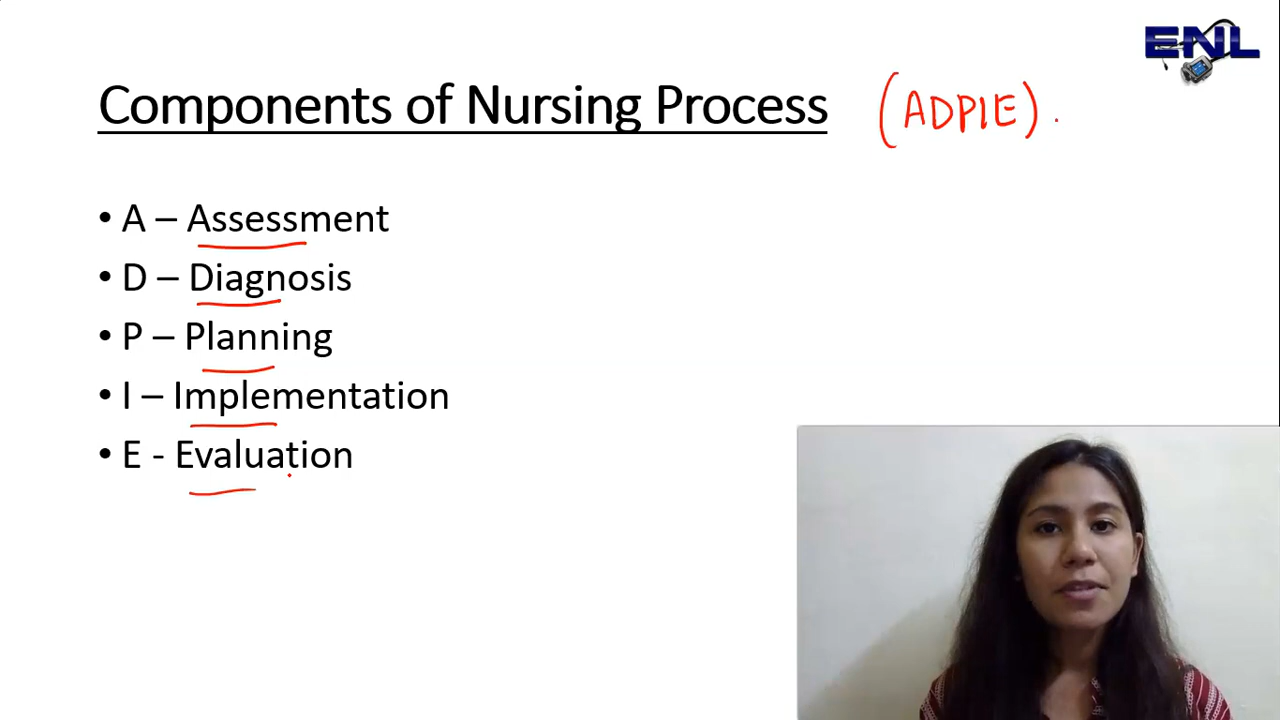 ENL
Components of Nursing Process (ADPIE).
• A – Assessment
• D – Diagnosis
• P – Planning
• I – Implementation
• E - Evaluation